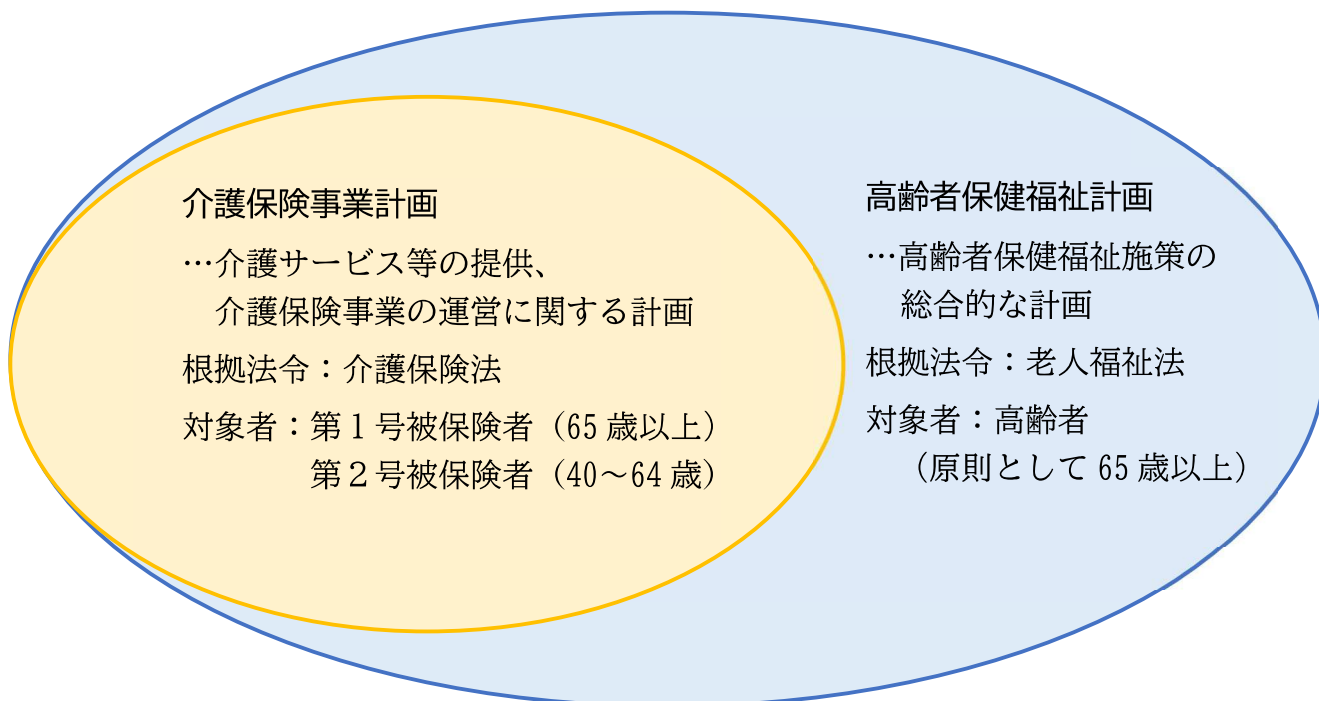 介護保険事業計画
…介護サービス等の提供、
介護保険事業の運営に関する計画
根拠法令：介護保険法
対象者：第１号被保険者（65 歳以上）
第２号被保険者（40～64 歳）
高齢者保健福祉計画
…高齢者保健福祉施策の
総合的な計画
根拠法令：老人福祉法
対象者：高齢者
（原則として 65 歳以上）